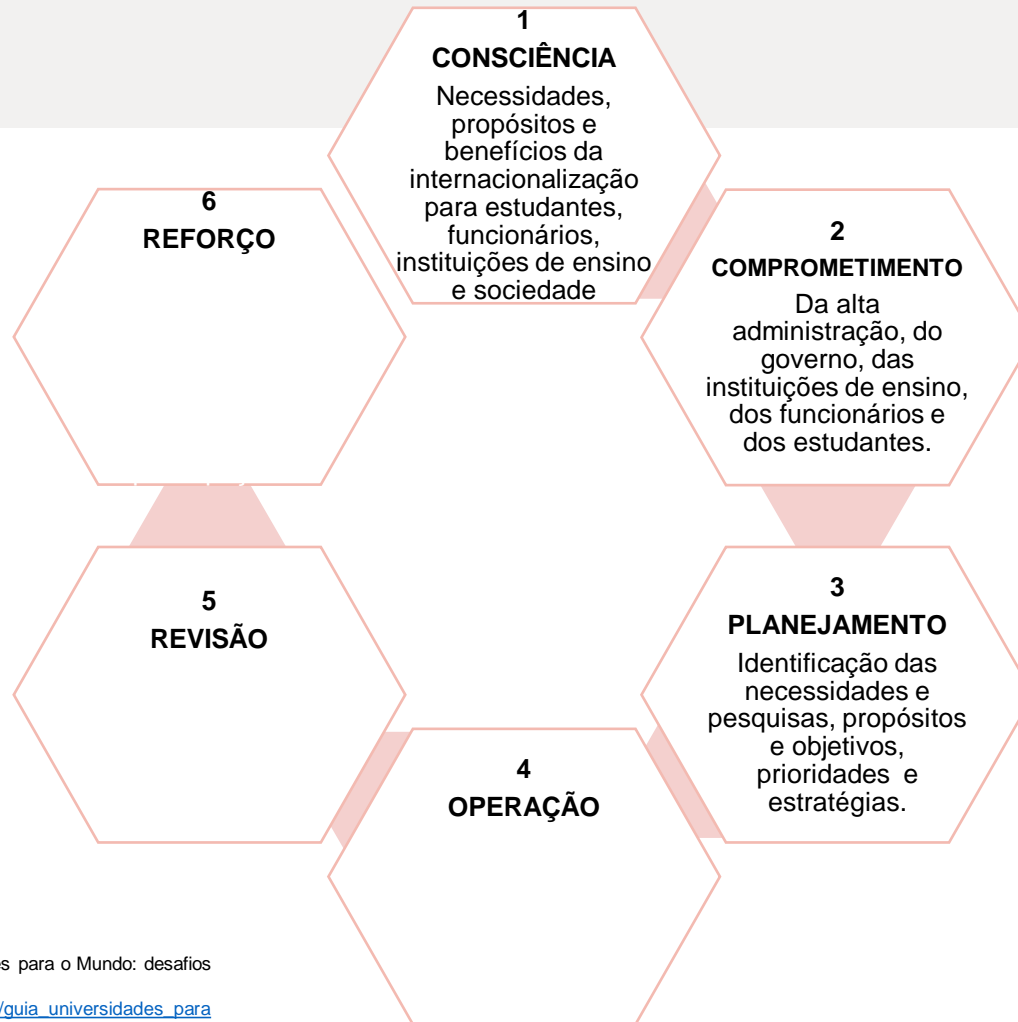 1
CONSCIÊNCIA
Necessidades,
propósitos e
benefícios da
internacionalização
para estudantes,
funcionários,
instituições de ensino
e sociedade
2
COMPROMETIMENTO
Da alta
administração, do
governo, das
instituições de ensino,
dos funcionários e
dos estudantes.
3
PLANEJAMENTO
Identificação das
necessidades e
pesquisas, propósitos
e objetivos,
prioridades e
estratégias.
4
OPERAÇÃO
5
REVISÃO
6
REFORÇO
para o Mundo: desafios
/guia_universidades_para